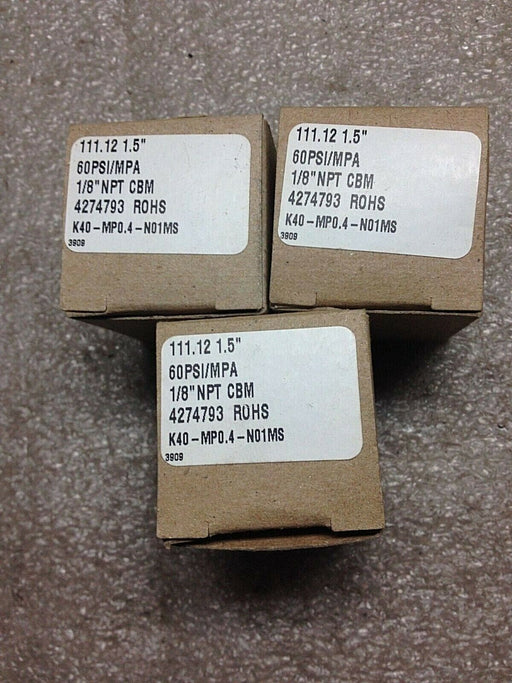 111.12 1.5"
60PSI/MPA
1/8"NPT CBM
4274793 ROHS
K40-MP0.4-N01MS
3909
111.12 1.5"
60PSI/MPA
1/8"NPT CBM
4274793 ROHS
K40-MP0.4-N01MS
3909
111.12 1.5"
60PSI/MPA
1/8"NPT CBM
4274793 ROHS
K40-MP0.4-N01MS
3909